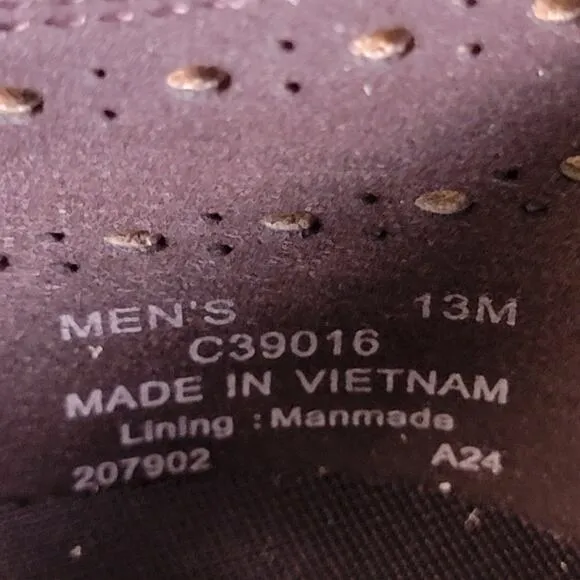 MEN'S 13M
C39016
MADE IN VIETNAM
Lining : Manmade
207902 A24